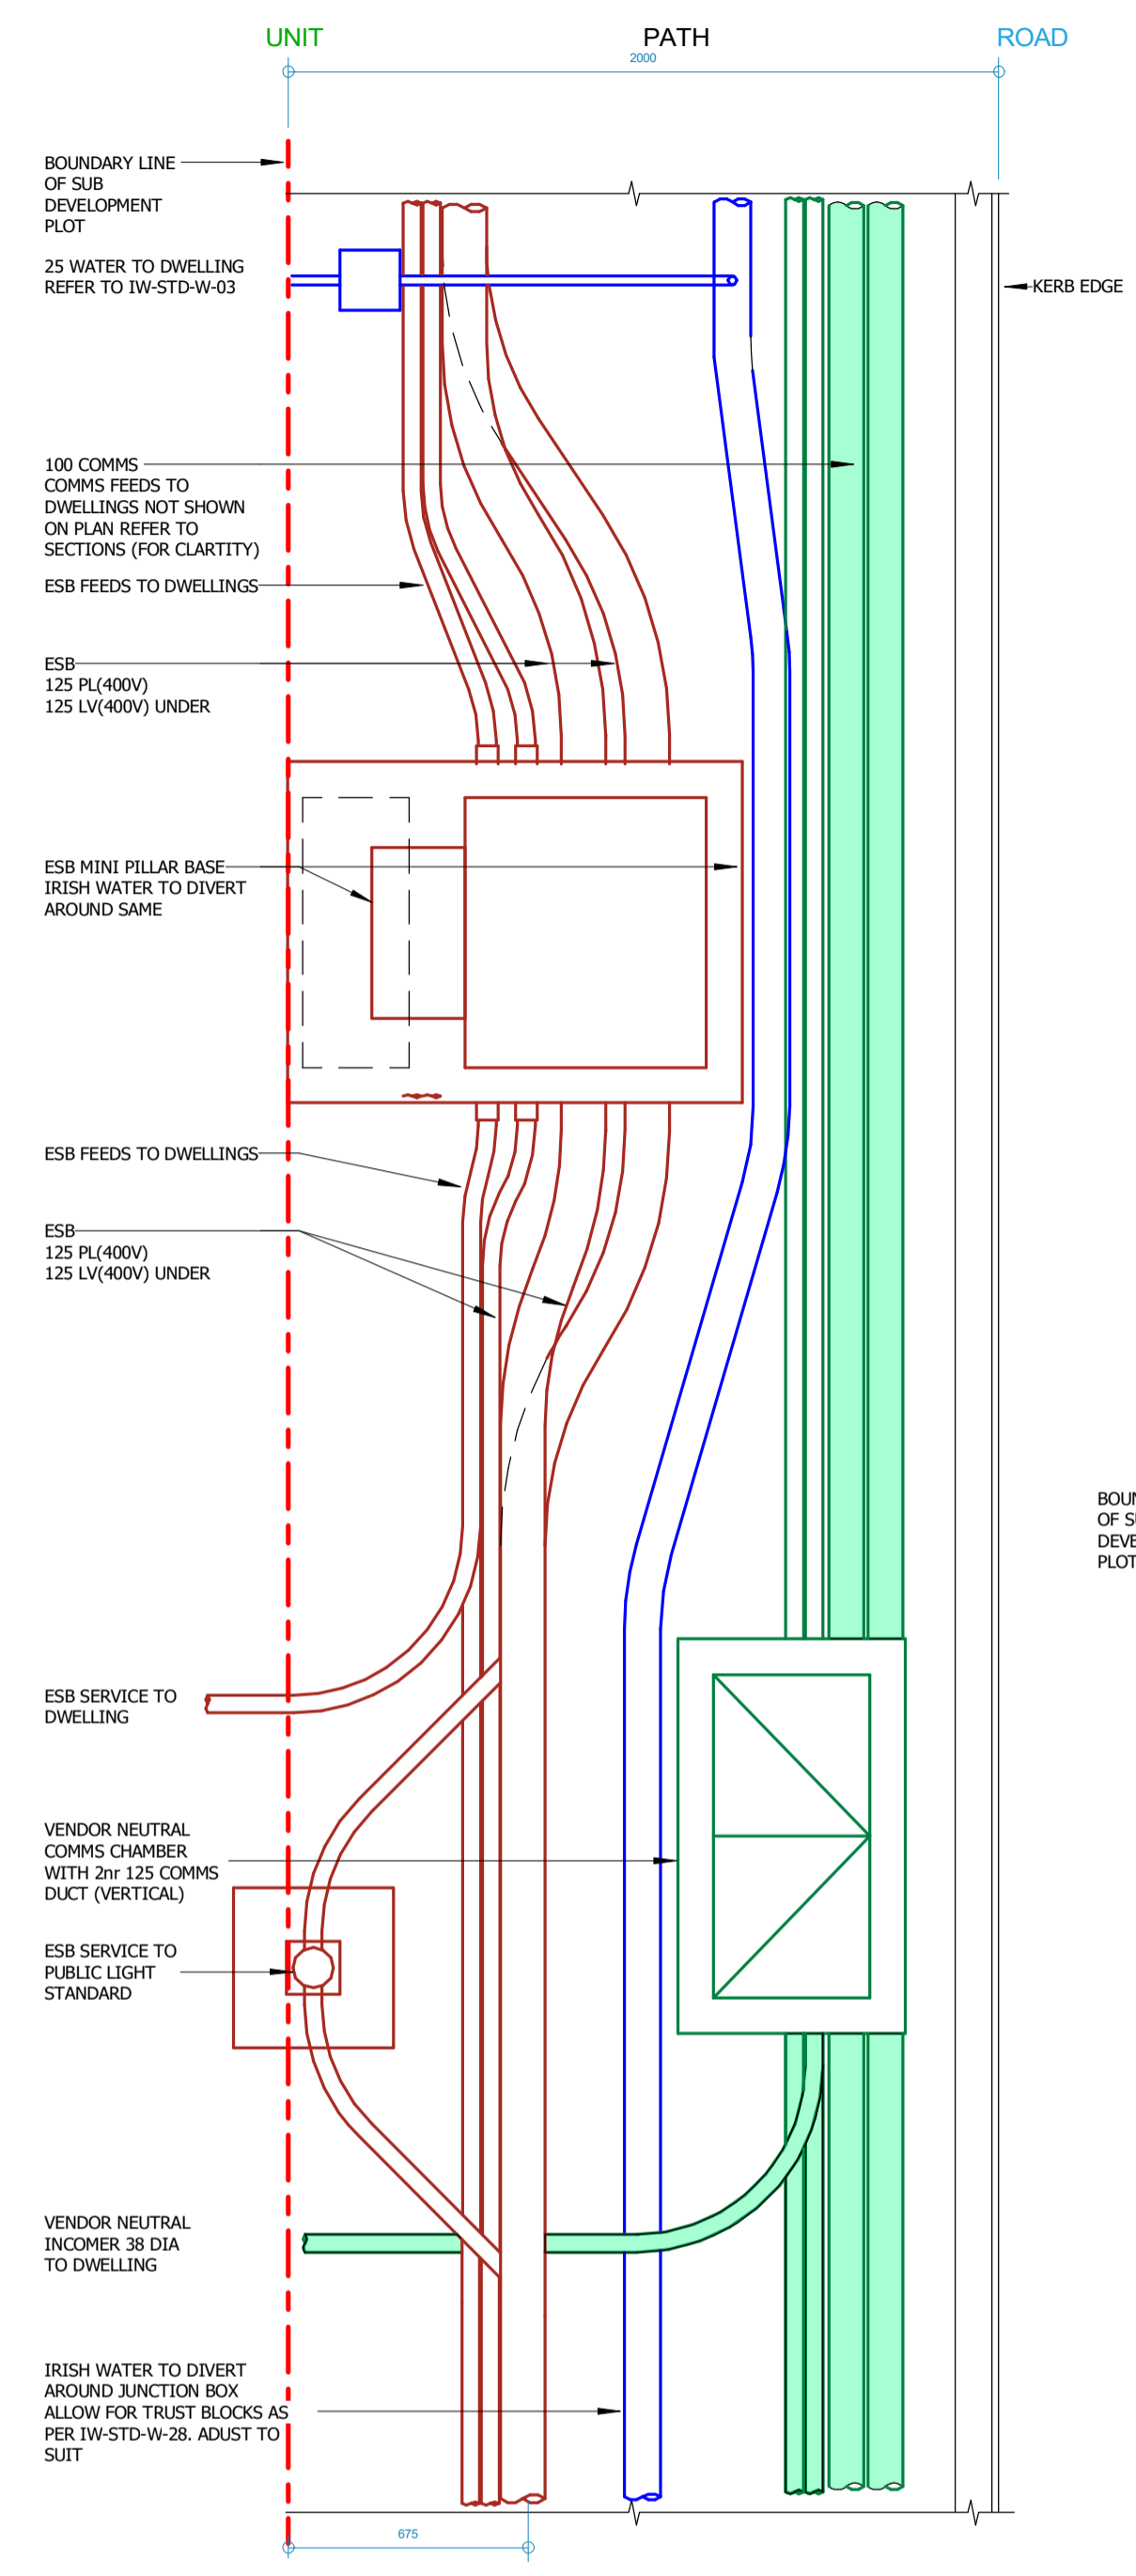 UNIT
PATH
ROAD
2000
BOUNDARY LINE
OF SUB
DEVELOPMENT
PLOT
25 WATER TO DWELLING
REFER TO IW-STD-W-03
KERB EDGE
100 COMMS
COMMS FEEDS TO
DWELLINGS NOT SHOWN
ON PLAN REFER TO
SECTIONS (FOR CLARTITY)
ESB FEEDS TO DWELLINGS
ESB
125 PL(400V)
125 LV(400V) UNDER
ESB MINI PILLAR BASE
IRISH WATER TO DIVERT
AROUND SAME
ESB FEEDS TO DWELLINGS
ESB
125 PL(400V)
125 LV(400V) UNDER
ESB SERVICE TO
DWELLING
VENDOR NEUTRAL
COMMS CHAMBER
WITH 2nr 125 COMMS
DUCT (VERTICAL)
ESB SERVICE TO
PUBLIC LIGHT
STANDARD
VENDOR NEUTRAL
INCOMER 38 DIA
TO DWELLING
IRISH WATER TO DIVERT
AROUND JUNCTION BOX
ALLOW FOR TRUST BLOCKS AS
PER IW-STD-W-28. ADUST TO
SUIT
675
PLOT